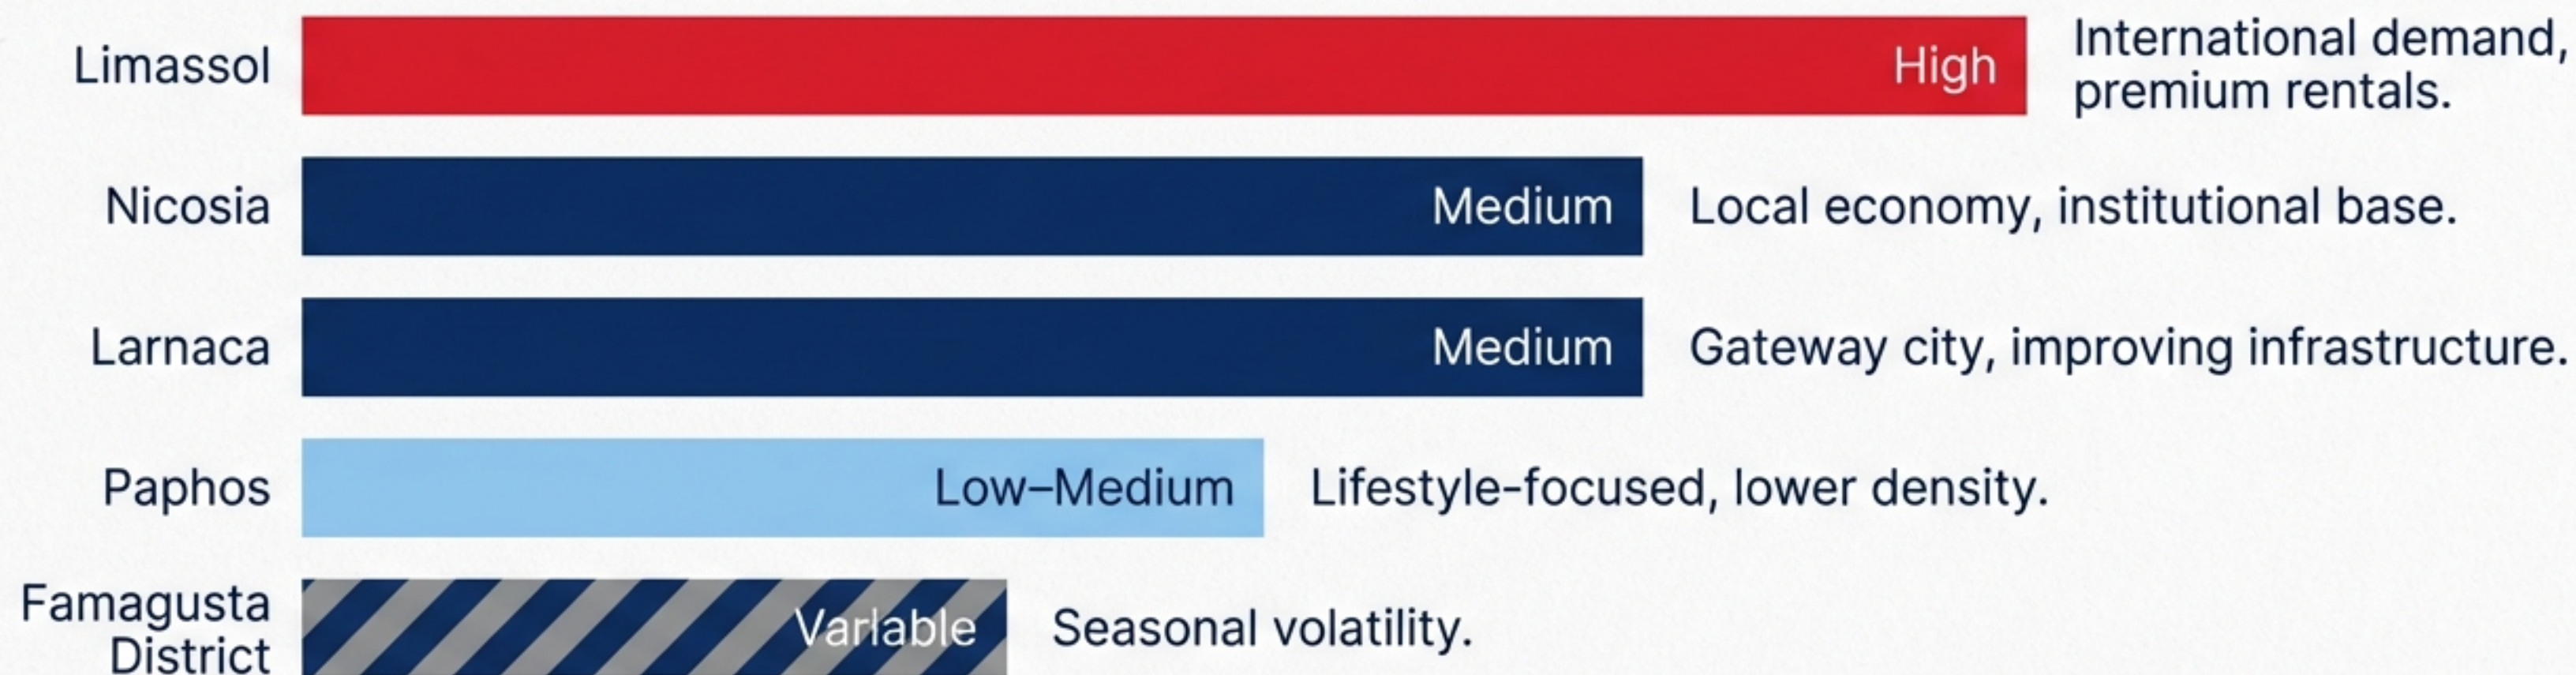 Limassol
High
International demand,
premium rentals.
Nicosia
Medium
Local economy, institutional base.
Larnaca
Medium
Gateway city, improving infrastructure.
Paphos
Low–Medium
Lifestyle-focused, lower density.
Famagusta
District
Variable
Seasonal volatility.